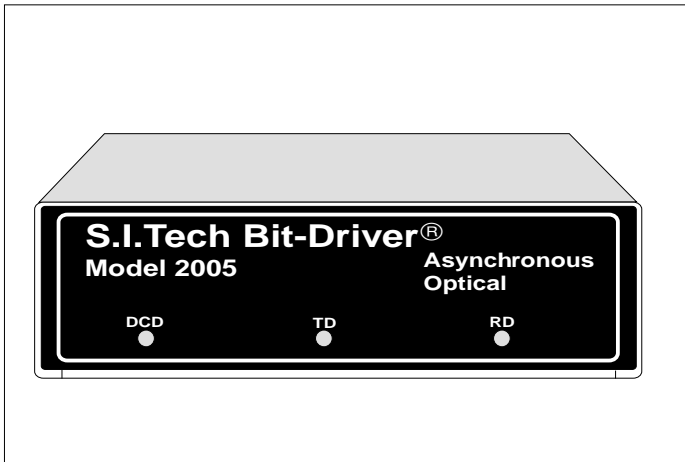 S.I.Tech Bit-Driver®
Model 2005
Asynchronous
Optical
DCD TD RD